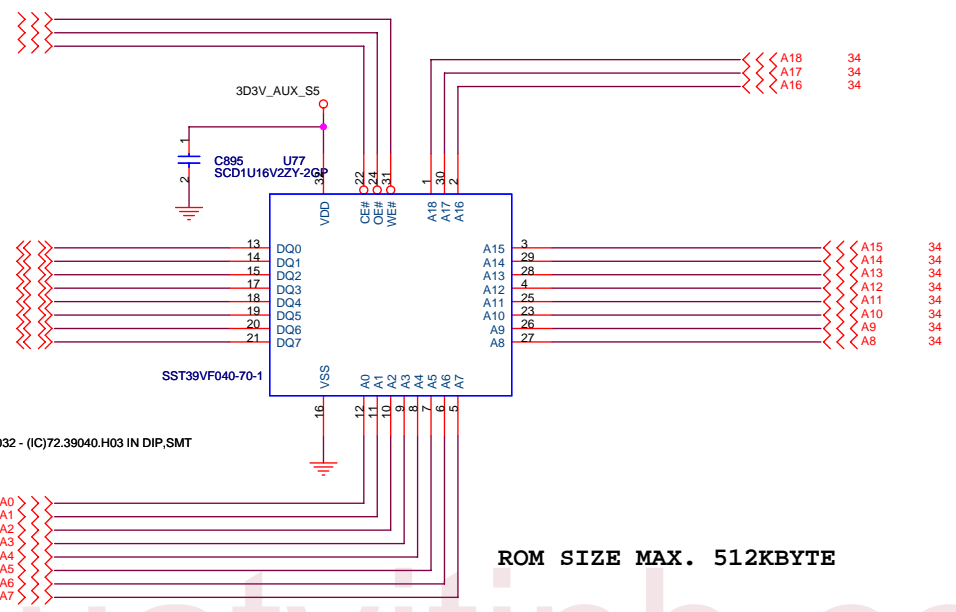 A18 34
A17 34
A16 34
3D3V_AUX_S5
1
2
C895 U77
SCD1U16V2ZY-2GP
32 22 24 31 1 30 2
VDD CE# OE# WE# A18 A17 A16
13 DQ0 A15 3 A15 34
14 DQ1 A14 29 A14 34
15 DQ2 A13 28 A13 34
17 DQ3 A12 4 A12 34
18 DQ4 A11 25 A11 34
19 DQ5 A10 23 A10 34
20 DQ6 A9 26 A9 34
21 DQ7 A8 27 A8 34
SST39VF040-70-1
VSS A0 A1 A2 A3 A4 A5 A6 A7
16 12 11 10 9 8 7 6 5
032 - (IC)72.39040.H03 IN DIP,SMT
A0
A1
A2
A3
A4
A5
A6
A7
ROM SIZE MAX. 512KBYTE